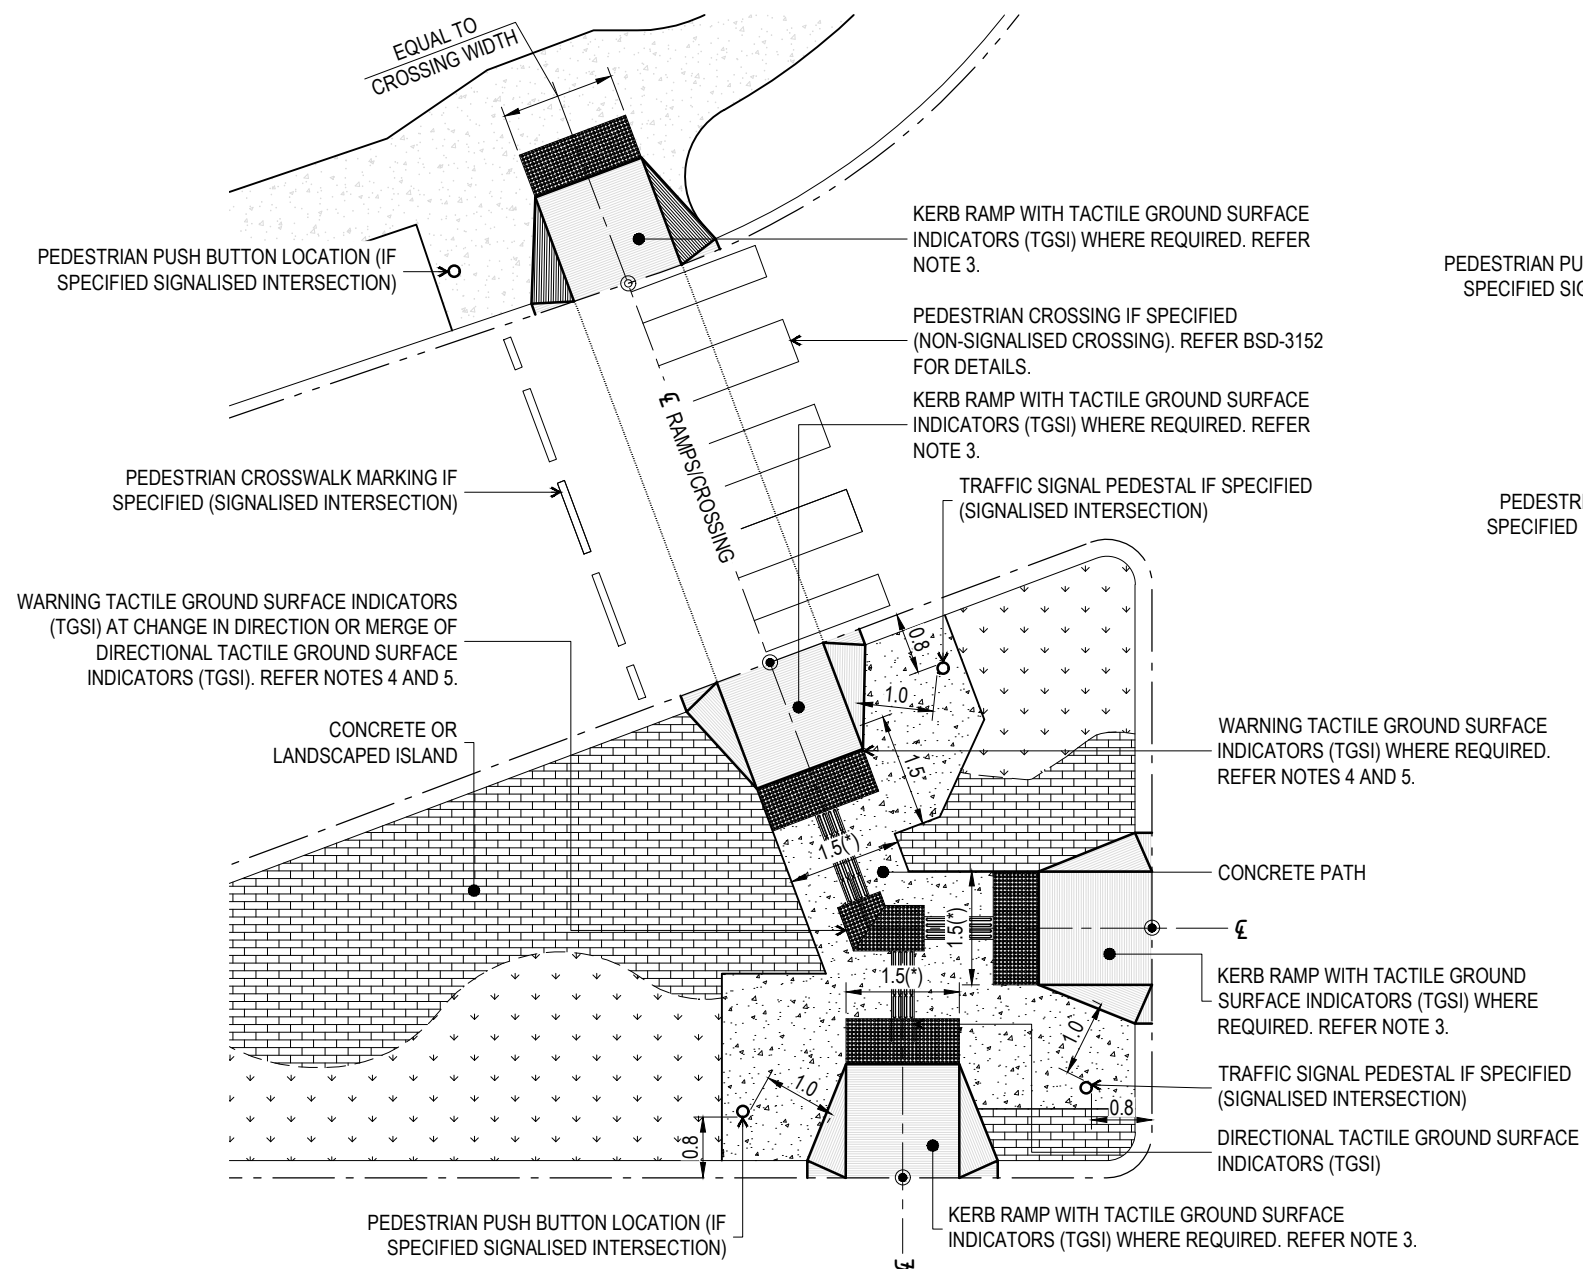 EQUAL TO
CROSSING WIDTH
PEDESTRIAN PUSH BUTTON LOCATION (IF
SPECIFIED SIGNALISED INTERSECTION)
KERB RAMP WITH TACTILE GROUND SURFACE
INDICATORS (TGSI) WHERE REQUIRED. REFER
NOTE 3.
PEDESTRIAN PU
SPECIFIED SIG
PEDESTRIAN CROSSING IF SPECIFIED
(NON-SIGNALISED CROSSING). REFER BSD-3152
FOR DETAILS.
KERB RAMP WITH TACTILE GROUND SURFACE
INDICATORS (TGSI) WHERE REQUIRED. REFER
NOTE 3.
℄ RAMPS/CROSSING
PEDESTRIAN CROSSWALK MARKING IF
SPECIFIED (SIGNALISED INTERSECTION)
TRAFFIC SIGNAL PEDESTAL IF SPECIFIED
(SIGNALISED INTERSECTION)
PEDESTRI
SPECIFIED
WARNING TACTILE GROUND SURFACE INDICATORS
(TGSI) AT CHANGE IN DIRECTION OR MERGE OF
DIRECTIONAL TACTILE GROUND SURFACE
INDICATORS (TGSI). REFER NOTES 4 AND 5.
0.8
1.0
CONCRETE OR
LANDSCAPED ISLAND
WARNING TACTILE GROUND SURFACE
INDICATORS (TGSI) WHERE REQUIRED.
REFER NOTES 4 AND 5.
1.5
1.5(*)
CONCRETE PATH
1.5(*)
℄
1.5(*)
KERB RAMP WITH TACTILE GROUND
SURFACE INDICATORS (TGSI) WHERE
REQUIRED. REFER NOTE 3.
1.0
1.0
TRAFFIC SIGNAL PEDESTAL IF SPECIFIED
(SIGNALISED INTERSECTION)
0.8
0.8
DIRECTIONAL TACTILE GROUND SURFACE
INDICATORS (TGSI)
PEDESTRIAN PUSH BUTTON LOCATION (IF
SPECIFIED SIGNALISED INTERSECTION)
KERB RAMP WITH TACTILE GROUND SURFACE
INDICATORS (TGSI) WHERE REQUIRED. REFER NOTE 3.
℄